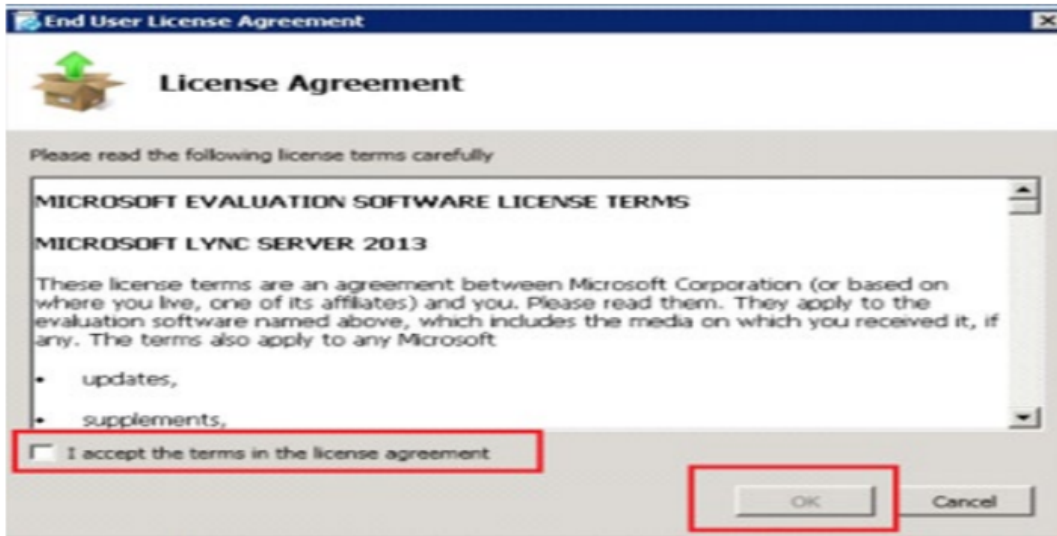 End User License Agreement
License Agreement
Please read the following license terms carefully
MICROSOFT EVALUATION SOFTWARE LICENSE TERMS
MICROSOFT LYNC SERVER 2013
These license terms are an agreement between Microsoft Corporation (or based on
where you live, one of its affiliates) and you. Please read them. They apply to the
evaluation software named above, which includes the media on which you received it, if
any. The terms also apply to any Microsoft
• updates,
• supplements,
I accept the terms in the license agreement
OK Cancel